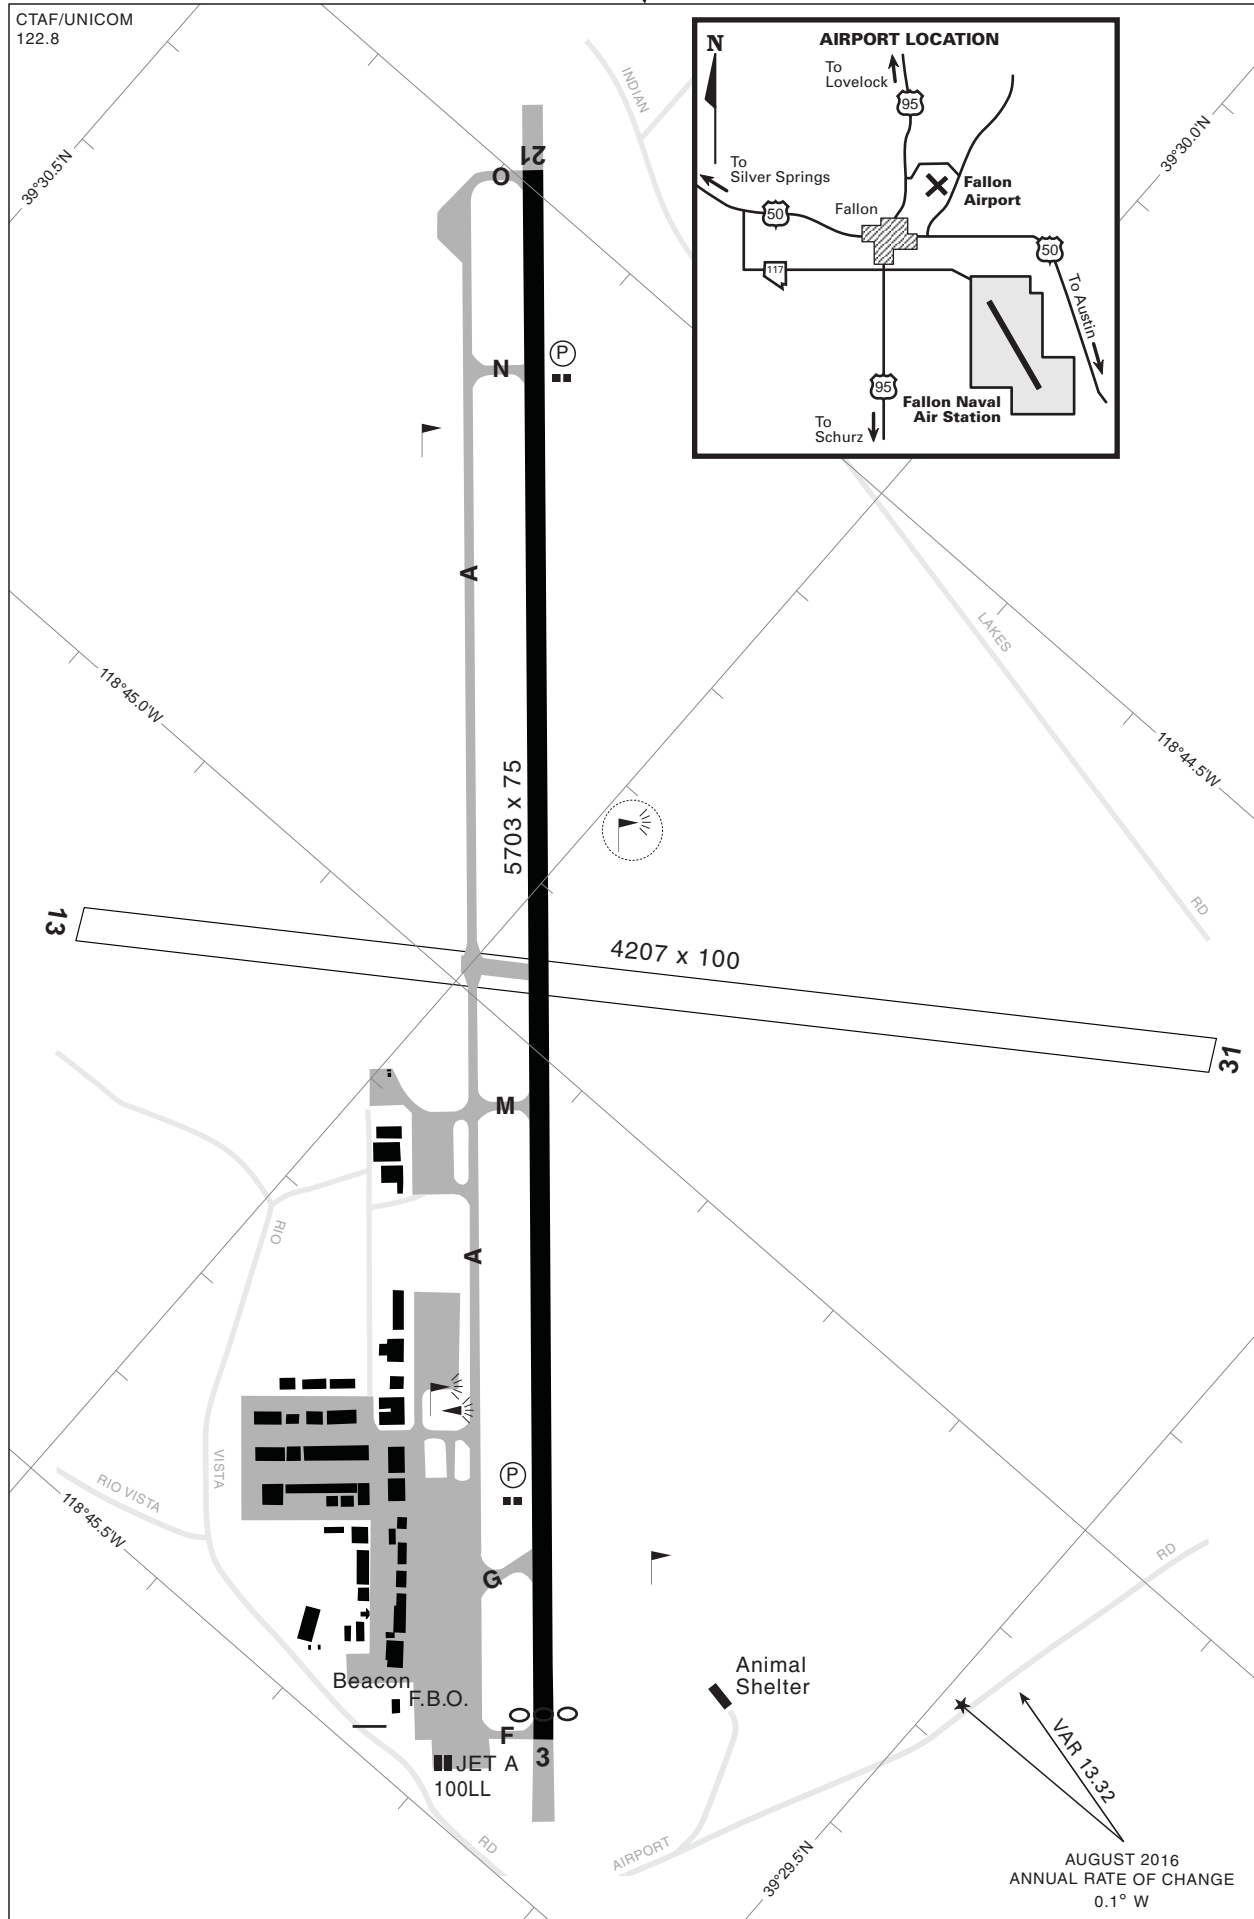 CTAF/UNICOM
122.8
N
AIRPORT LOCATION
To
Lovelock
95
To
Silver Springs
50
Fallon
Fallon
Airport
50
117
To Austin
95
Fallon Naval
Air Station
To
Schurz
39°30.5'N
39°30.0'N
INDIAN
21
O
N
P
A
LAKES
118°45.0'W
118°44.5'W
5703 x 75
RD
13
4207 x 100
31
M
RIO
A
VISTA
RIO VISTA
118°45.5'W
P
G
RD
Animal
Shelter
Beacon
F.B.O.
F
3
JET A
100LL
VAR 13.32
RD
AIRPORT
39°29.5'N
AUGUST 2016
ANNUAL RATE OF CHANGE
0.1° W